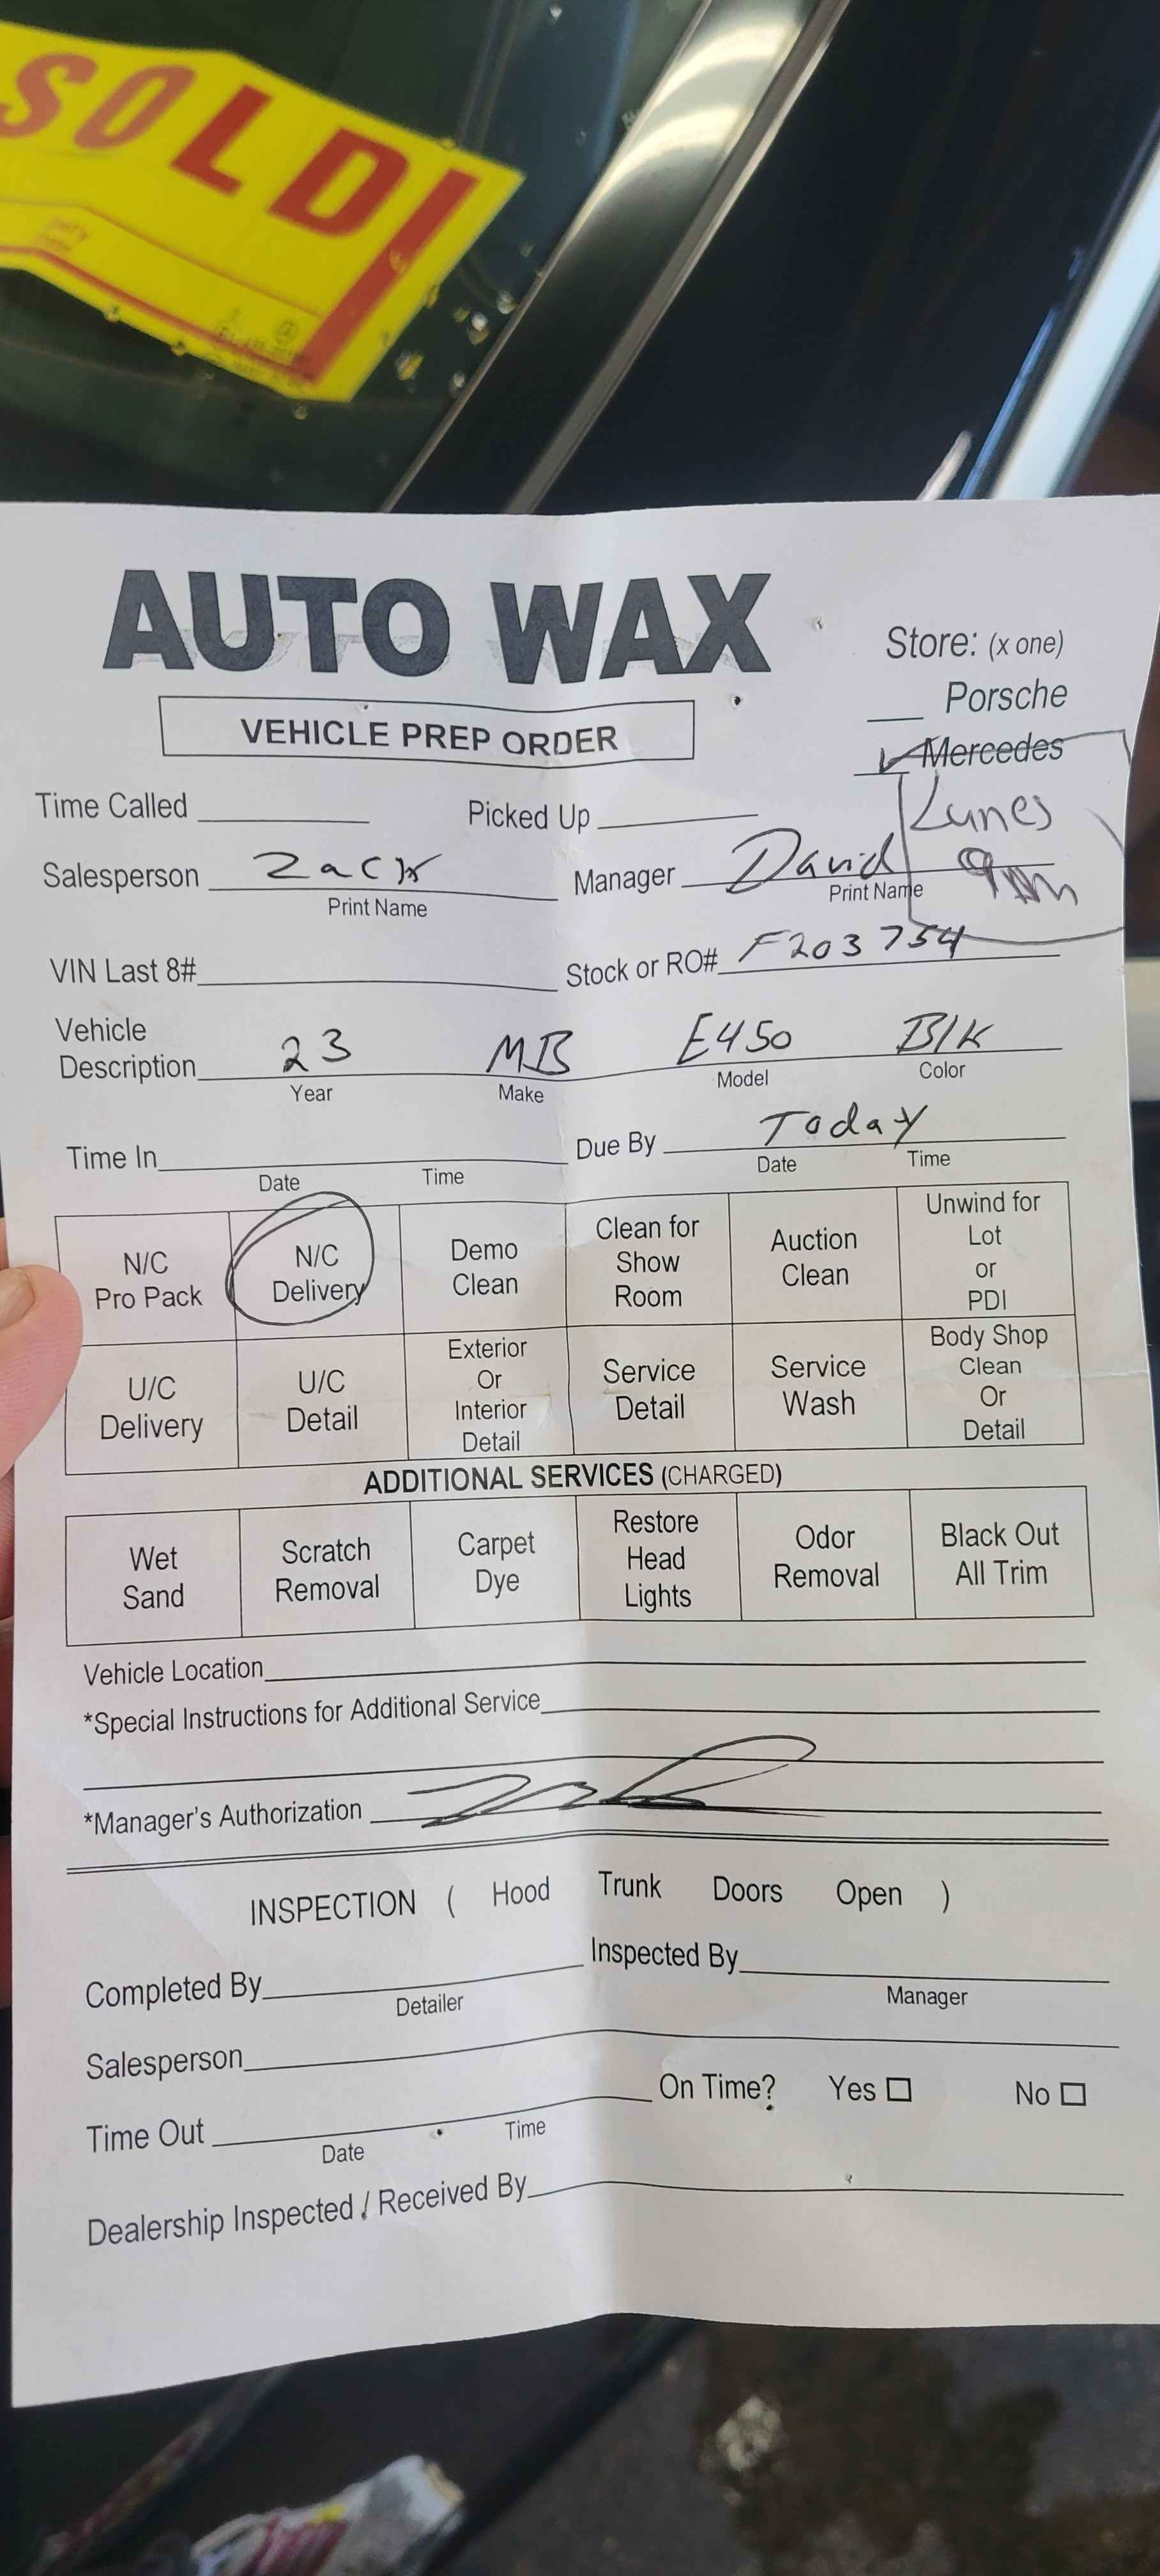 SOLD!
AUTO WAX
VEHICLE PREP ORDER
Store: (x one)
Porsche
Mercedes
Lunes
9am
Time Called Picked Up
Salesperson Zack Manager David
Print Name Print Name
VIN Last 8# Stock or RO# F203754
Vehicle
Description 23 MB E450 Blk
Year Make Model Color
Time In Due By Today
Date Time Date Time
N/C
Pro Pack
N/C
Delivery
Demo
Clean
Clean for
Show
Room
Auction
Clean
Unwind for
Lot
or
PDI
U/C
Delivery
U/C
Detail
Exterior
Or
Interior
Detail
Service
Detail
Service
Wash
Body Shop
Clean
Or
Detail
ADDITIONAL SERVICES (CHARGED)
Wet
Sand
Scratch
Removal
Carpet
Dye
Restore
Head
Lights
Odor
Removal
Black Out
All Trim
Vehicle Location
*Special Instructions for Additional Service
*Manager's Authorization
INSPECTION ( Hood Trunk Doors Open )
Completed By Inspected By
Detailer Manager
Salesperson
On Time? Yes No
Time Out
Date Time
Dealership Inspected / Received By